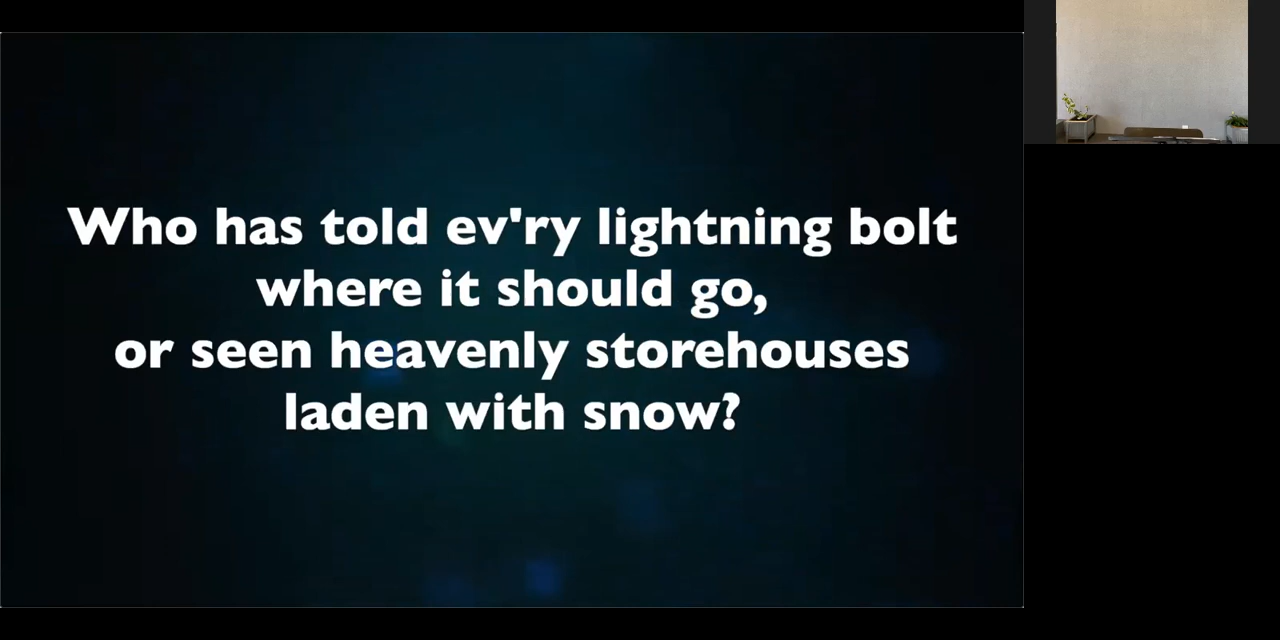 Who has told ev'ry lightning bolt
where it should go,
or seen heavenly storehouses
laden with snow?